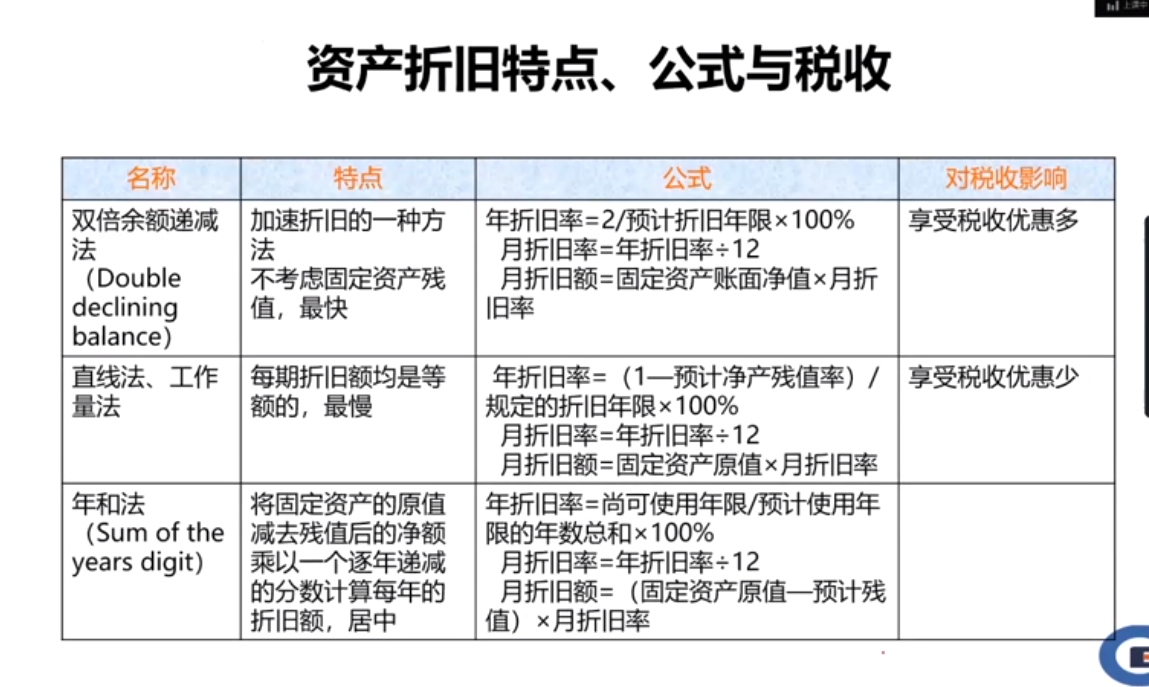 上课中
资产折旧特点、公式与税收
名称
特点
公式
对税收影响
双倍余额递减
法
（Double
declining
balance）
加速折旧的一种方
法
不考虑固定资产残
值，最快
年折旧率=2/预计折旧年限×100%
月折旧率=年折旧率÷12
月折旧额=固定资产账面净值×月折
旧率
享受税收优惠多
直线法、工作
量法
每期折旧额均是等
额的，最慢
年折旧率=（1—预计净产残值率）/
规定的折旧年限×100%
月折旧率=年折旧率÷12
月折旧额=固定资产原值×月折旧率
享受税收优惠少
年和法
（Sum of the
years digit）
将固定资产的原值
减去残值后的净额
乘以一个逐年递减
的分数计算每年的
折旧额，居中
年折旧率=尚可使用年限/预计使用年
限的年数总和×100%
月折旧率=年折旧率÷12
月折旧额=（固定资产原值—预计残
值）×月折旧率